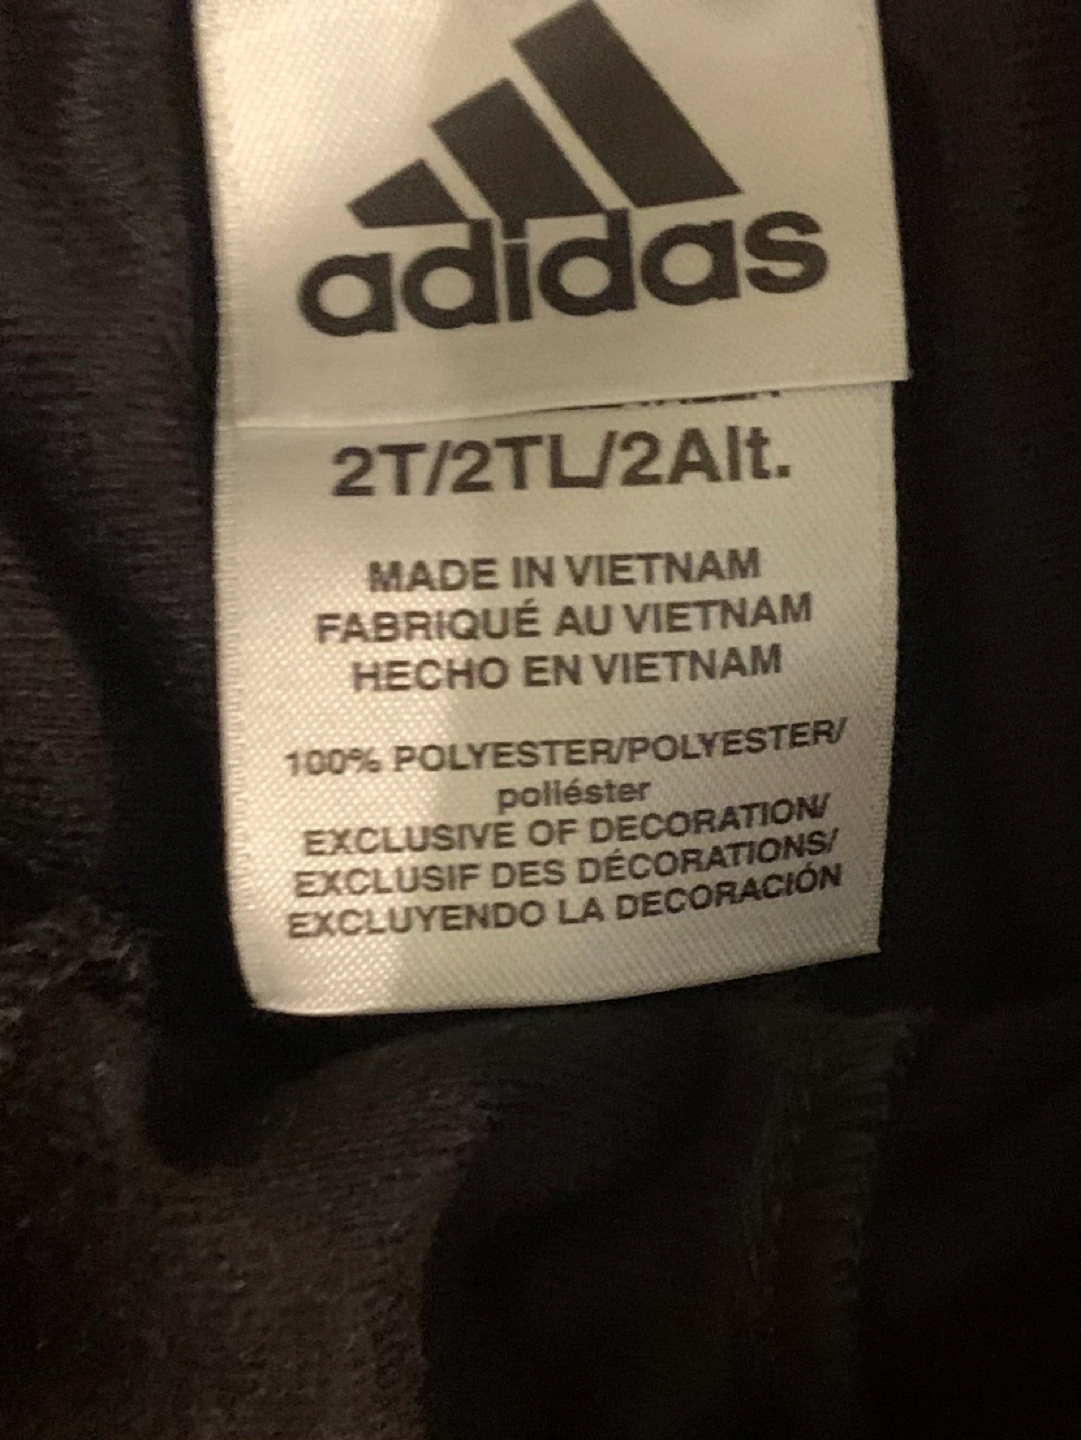 adidas
2T/2TL/2Alt.
MADE IN VIETNAM
FABRIQUÉ AU VIETNAM
HECHO EN VIETNAM
100% POLYESTER/POLYESTER/
poliéster
EXCLUSIVE OF DECORATION/
EXCLUSIF DES DÉCORATIONS/
EXCLUYENDO LA DECORACIÓN